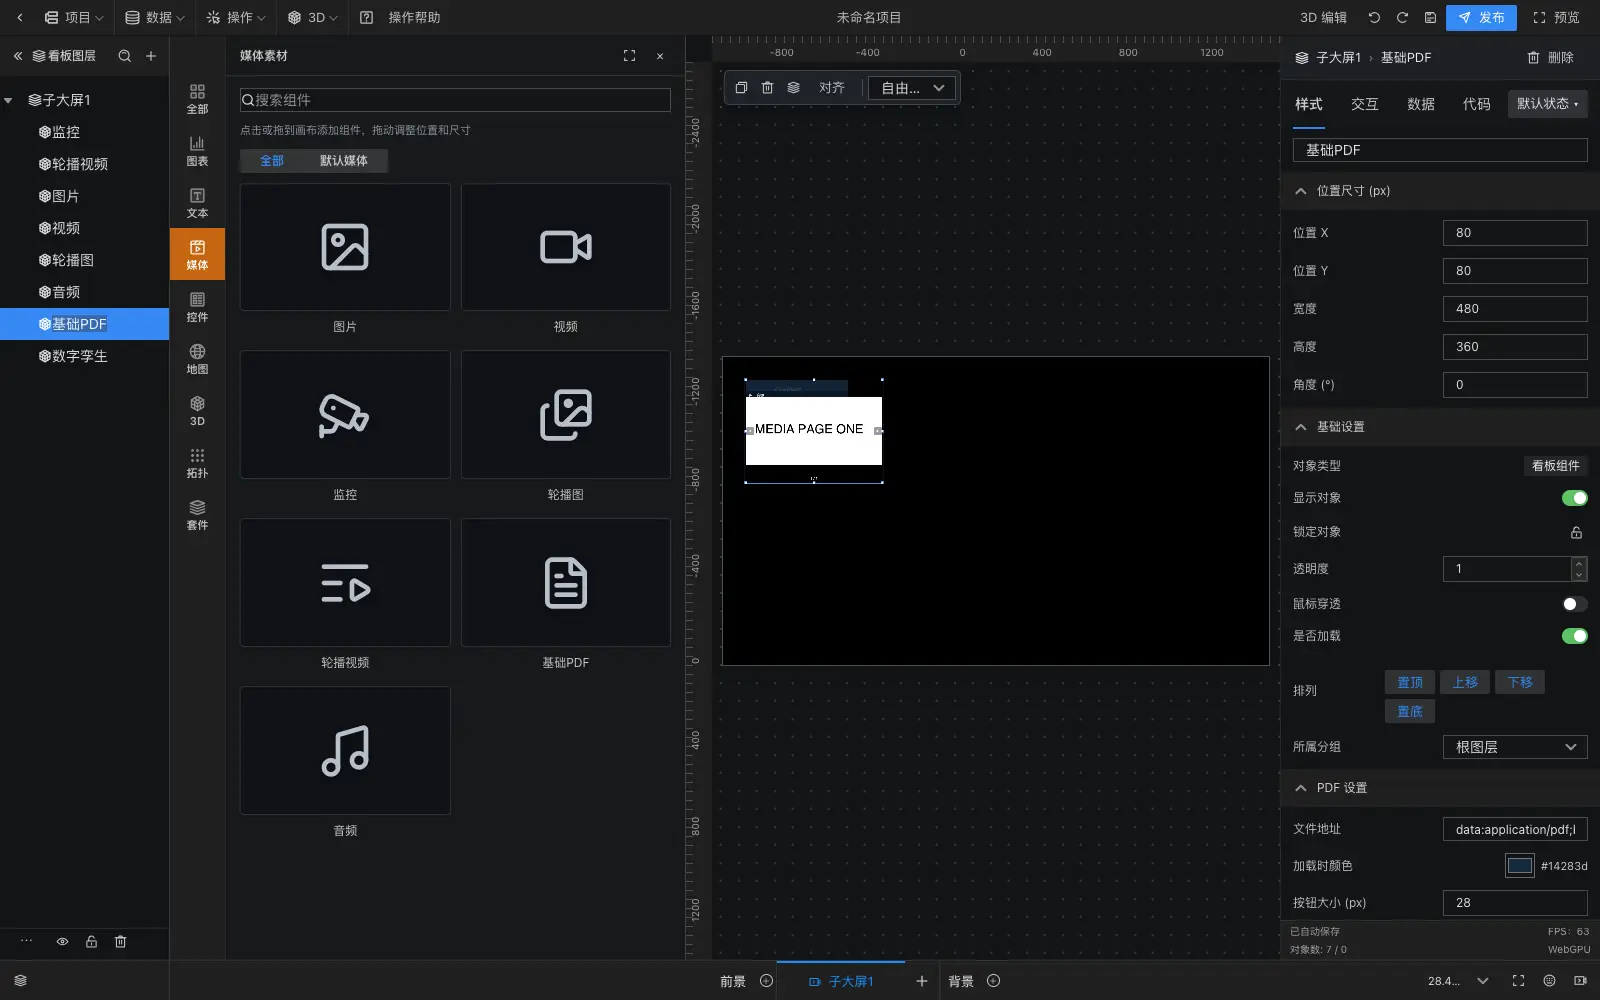 项目
数据
操作
3D
操作帮助
未命名项目
3D 编辑
发布
预览
看板图层
子大屏1
监控
轮播视频
图片
视频
轮播图
音频
基础PDF
数字孪生
全部
图表
文本
媒体
控件
地图
3D
拓扑
套件
媒体素材
搜索组件
点击或拖到画布添加组件，拖动调整位置和尺寸
全部
默认媒体
图片
视频
监控
轮播图
轮播视频
基础PDF
音频
-800
-400
0
400
800
1200
-2400
-2000
-1600
-1200
-800
-400
0
400
800
1200
对齐
自由...
MEDIA PAGE ONE
子大屏1 › 基础PDF
删除
样式
交互
数据
代码
默认状态
基础PDF
位置尺寸 (px)
位置 X
80
位置 Y
80
宽度
480
高度
360
角度 (°)
0
基础设置
对象类型
看板组件
显示对象
锁定对象
透明度
1
鼠标穿透
是否加载
排列
置顶
上移
下移
置底
所属分组
根图层
PDF 设置
文件地址
data:application/pdf;l
加载时颜色
#14283d
按钮大小 (px)
28
已自动保存
FPS: 63
对象数: 7 / 0
WebGPU
前景
子大屏1
背景
28.4...